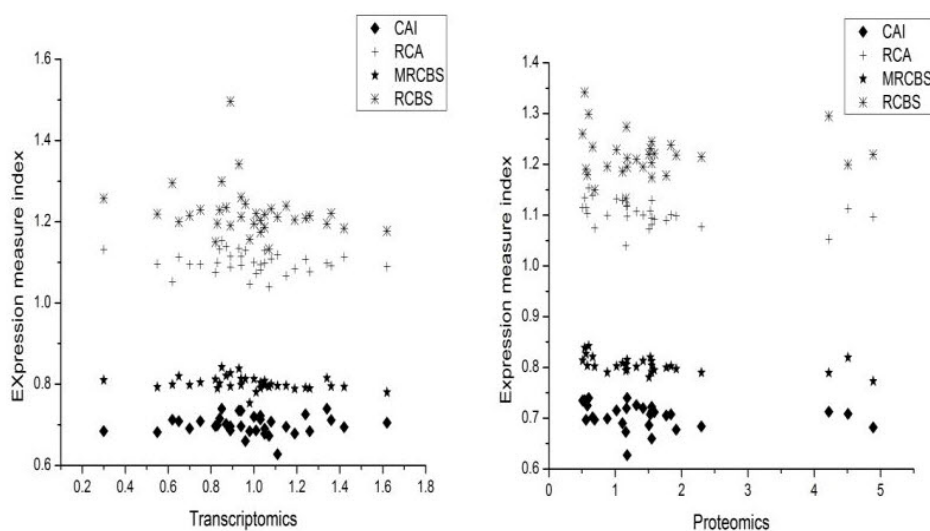 CAI
RCA
MRCBS
RCBS
1.6
1.4
1.2
1.0
0.8
0.6
EXpression measure index
0.2 0.4 0.6 0.8 1.0 1.2 1.4 1.6 1.8
Transcriptomics
CAI
RCA
MRCBS
RCBS
1.4
1.3
1.2
1.1
1.0
0.9
0.8
0.7
0.6
Expression measure index
0 1 2 3 4 5
Proteomics